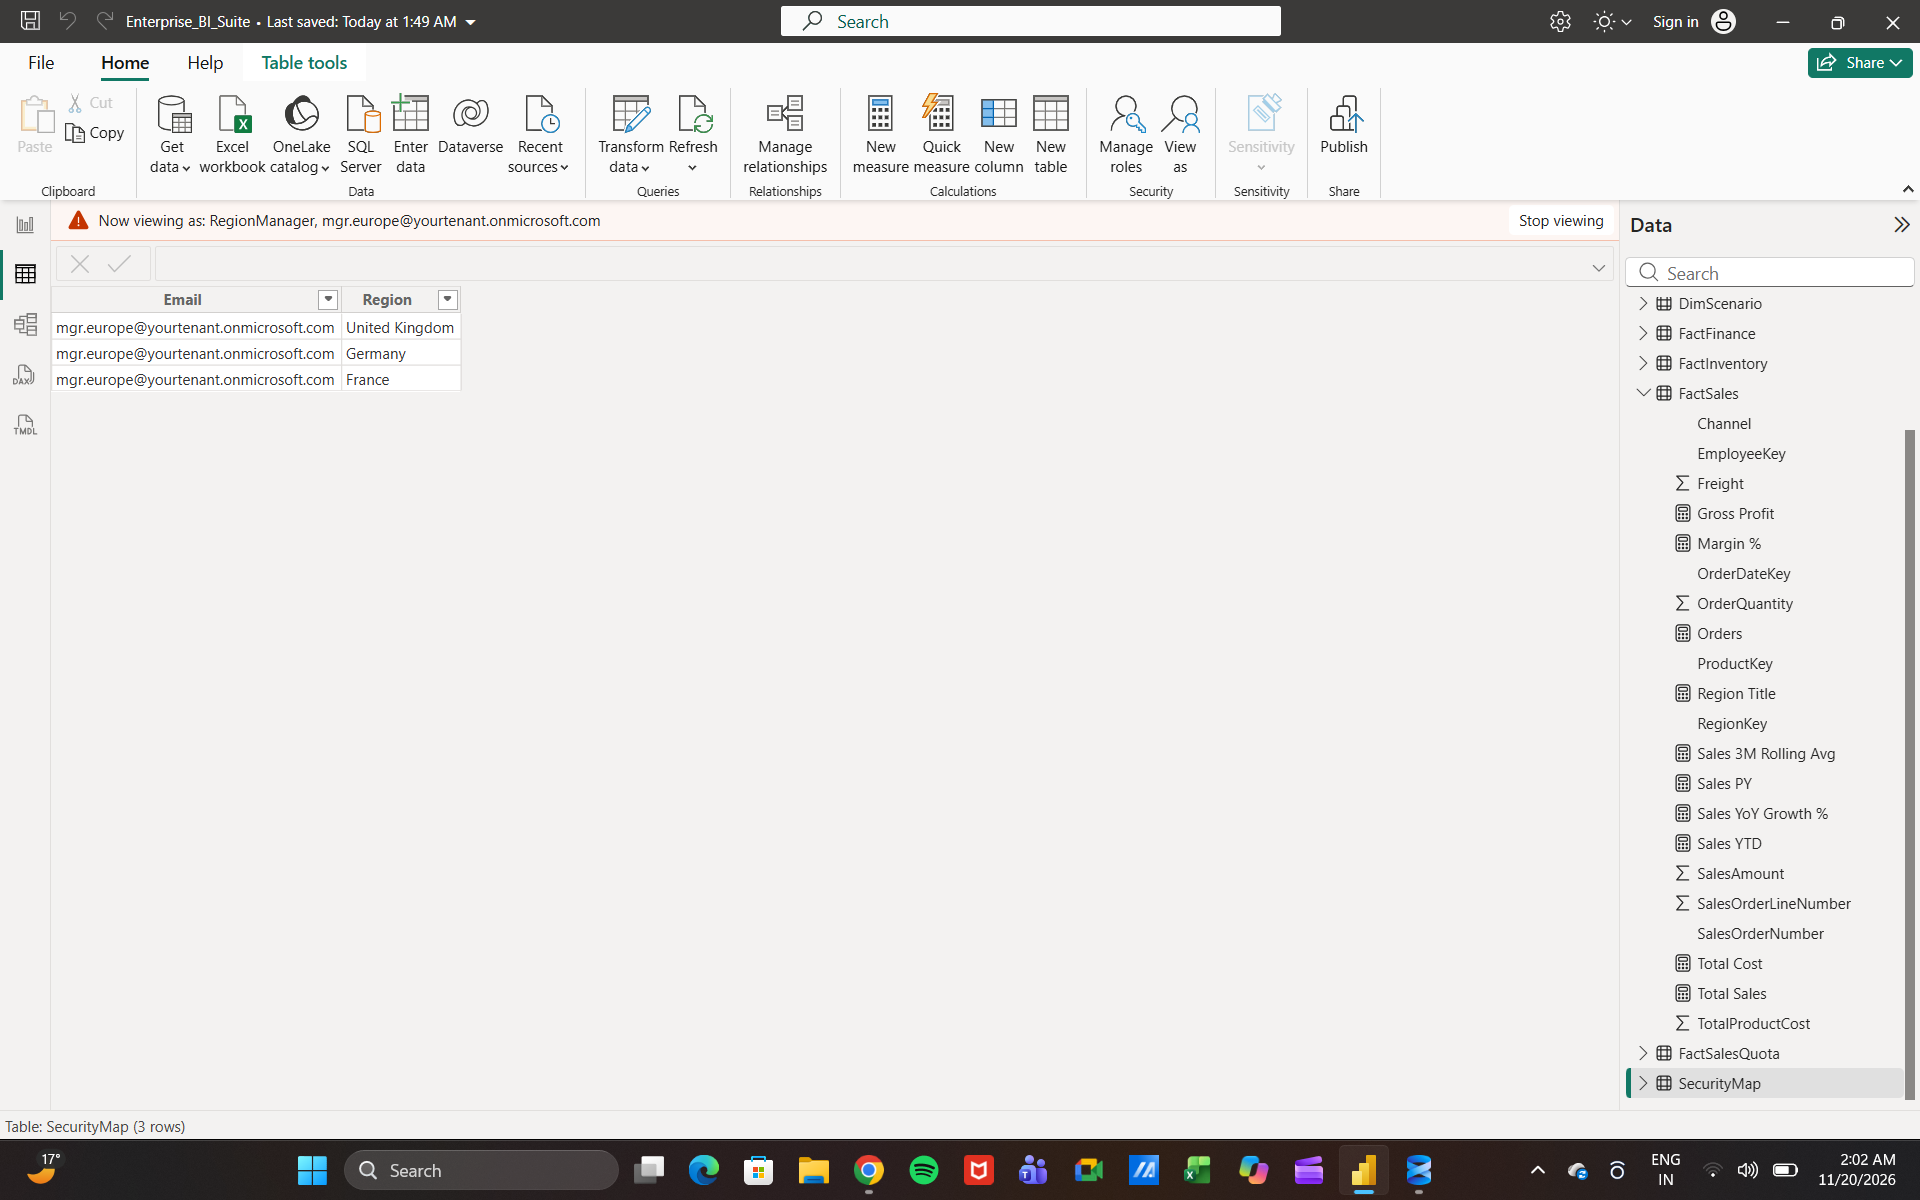 Enterprise_BI_Suite • Last saved: Today at 1:49 AM
Search
Sign in
File
Home
Help
Table tools
Share
Paste
Cut
Copy
Get data
Excel workbook
OneLake catalog
SQL Server
Enter data
Dataverse
Recent sources
Transform data
Refresh
Manage relationships
New measure
Quick measure
New column
New table
Manage roles
View as
Sensitivity
Publish
Clipboard
Data
Queries
Relationships
Calculations
Security
Sensitivity
Share
Now viewing as: RegionManager, mgr.europe@yourtenant.onmicrosoft.com
Stop viewing
DAX
TMDL
Email Region
mgr.europe@yourtenant.onmicrosoft.com United Kingdom
mgr.europe@yourtenant.onmicrosoft.com Germany
mgr.europe@yourtenant.onmicrosoft.com France
Data
Search
DimScenario
FactFinance
FactInventory
FactSales
Channel
EmployeeKey
Freight
Gross Profit
Margin %
OrderDateKey
OrderQuantity
Orders
ProductKey
Region Title
RegionKey
Sales 3M Rolling Avg
Sales PY
Sales YoY Growth %
Sales YTD
SalesAmount
SalesOrderLineNumber
SalesOrderNumber
Total Cost
Total Sales
TotalProductCost
FactSalesQuota
SecurityMap
Table: SecurityMap (3 rows)
17°
Search
ENG
IN
2:02 AM
11/20/2026